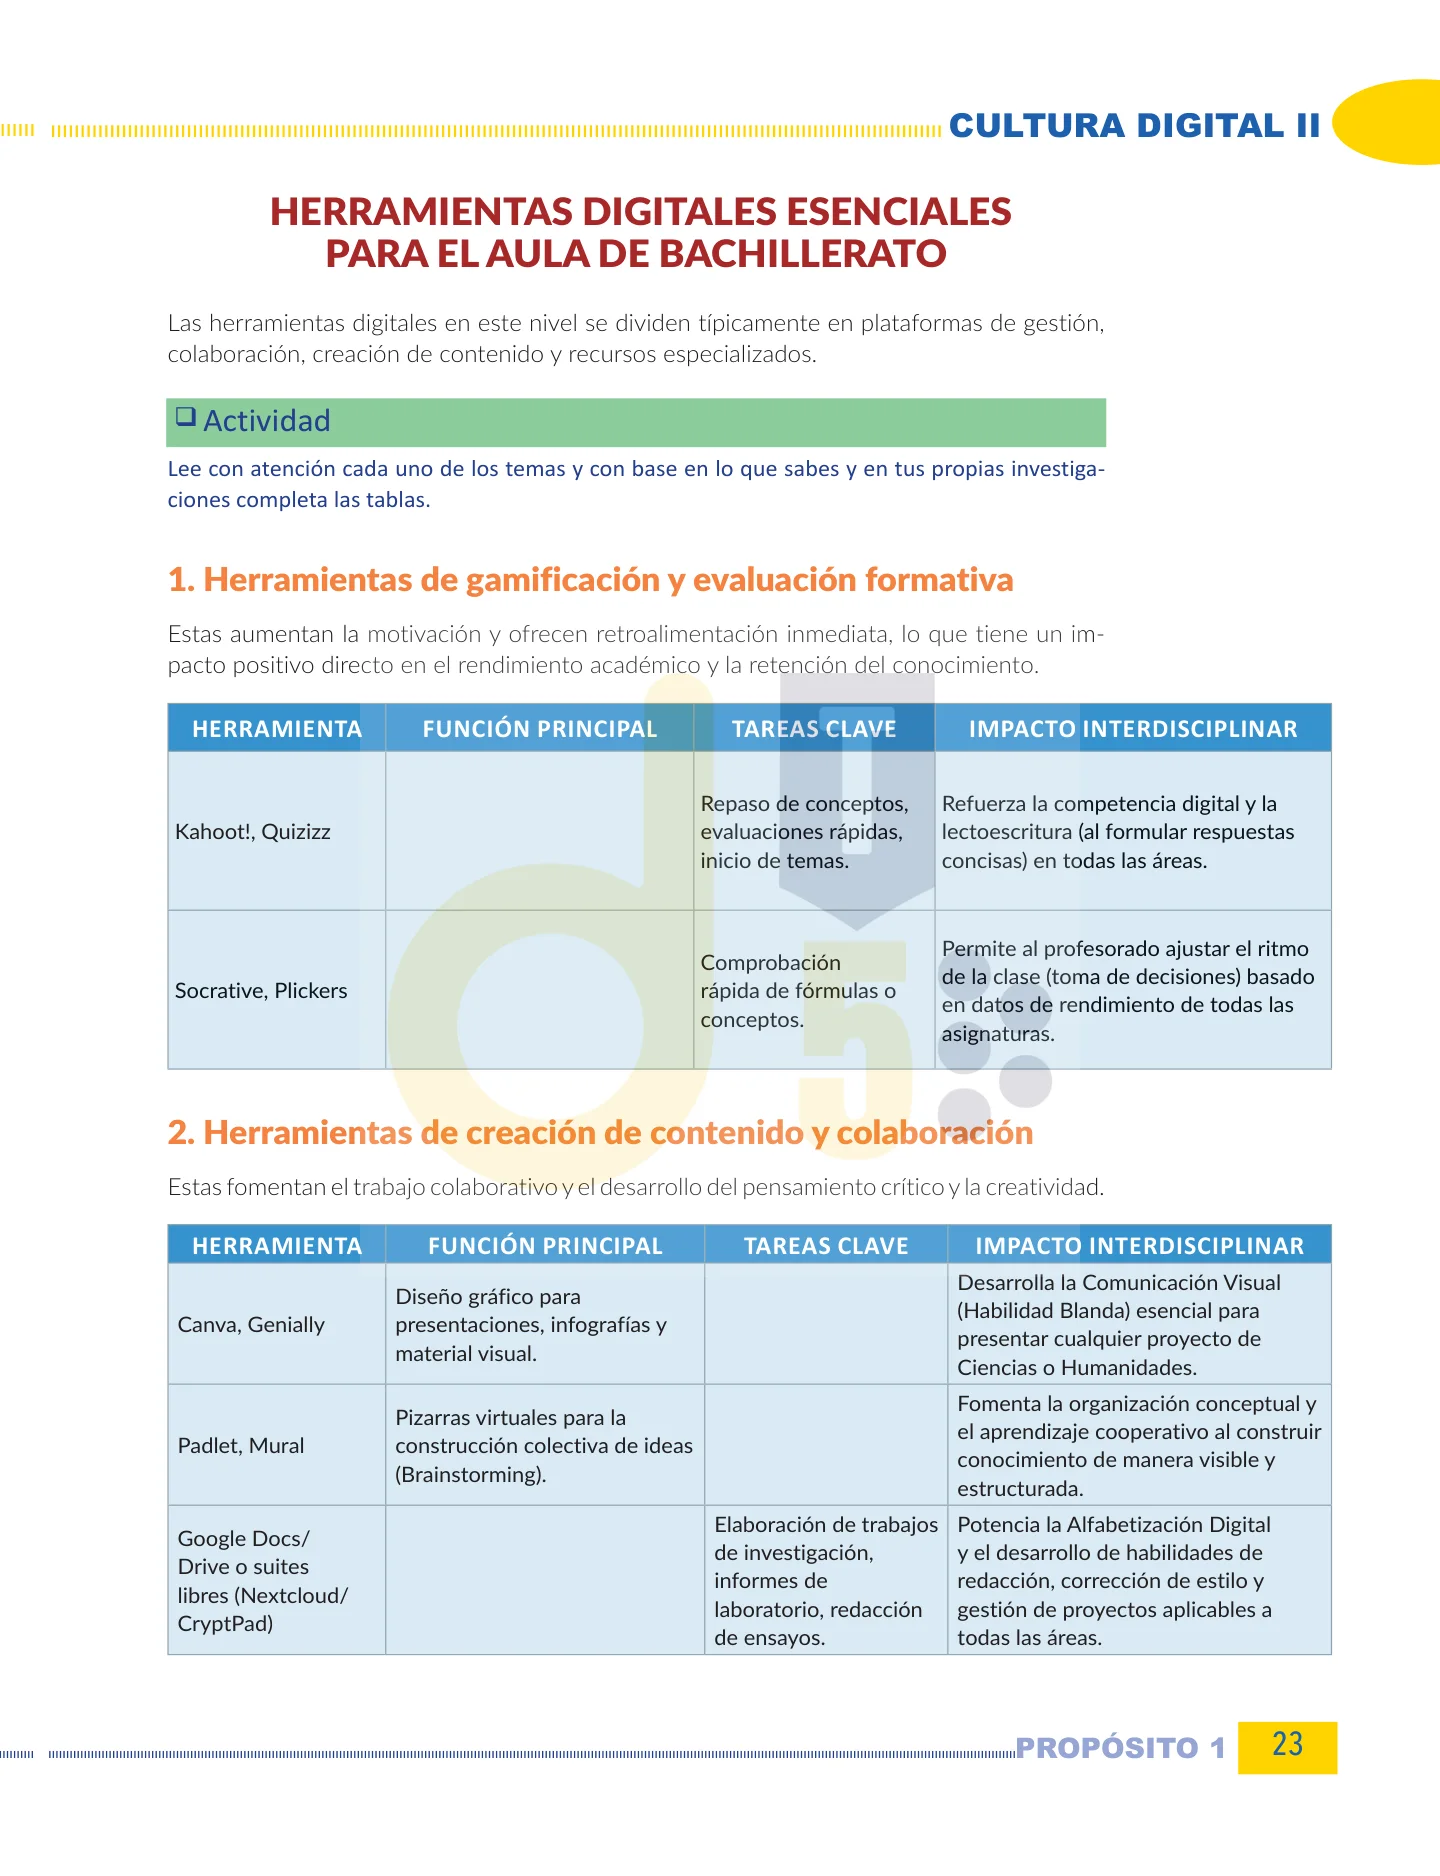 CULTURA DIGITAL II
HERRAMIENTAS DIGITALES ESENCIALES
PARA EL AULA DE BACHILLERATO
Las herramientas digitales en este nivel se dividen típicamente en plataformas de gestión,
colaboración, creación de contenido y recursos especializados.
❑ Actividad
Lee con atención cada uno de los temas y con base en lo que sabes y en tus propias investiga-
ciones completa las tablas.
1. Herramientas de gamificación y evaluación formativa
Estas aumentan la motivación y ofrecen retroalimentación inmediata, lo que tiene un im-
pacto positivo directo en el rendimiento académico y la retención del conocimiento.
HERRAMIENTA FUNCIÓN PRINCIPAL TAREAS CLAVE IMPACTO INTERDISCIPLINAR
Kahoot!, Quizizz
Repaso de conceptos,
evaluaciones rápidas,
inicio de temas.
Refuerza la competencia digital y la
lectoescritura (al formular respuestas
concisas) en todas las áreas.
Socrative, Plickers
Comprobación
rápida de fórmulas o
conceptos.
Permite al profesorado ajustar el ritmo
de la clase (toma de decisiones) basado
en datos de rendimiento de todas las
asignaturas.
d
5
2. Herramientas de creación de contenido y colaboración
Estas fomentan el trabajo colaborativo y el desarrollo del pensamiento crítico y la creatividad.
HERRAMIENTA FUNCIÓN PRINCIPAL TAREAS CLAVE IMPACTO INTERDISCIPLINAR
Canva, Genially
Diseño gráfico para
presentaciones, infografías y
material visual.
Desarrolla la Comunicación Visual
(Habilidad Blanda) esencial para
presentar cualquier proyecto de
Ciencias o Humanidades.
Padlet, Mural
Pizarras virtuales para la
construcción colectiva de ideas
(Brainstorming).
Fomenta la organización conceptual y
el aprendizaje cooperativo al construir
conocimiento de manera visible y
estructurada.
Google Docs/
Drive o suites
libres (Nextcloud/
CryptPad)
Elaboración de trabajos
de investigación,
informes de
laboratorio, redacción
de ensayos.
Potencia la Alfabetización Digital
y el desarrollo de habilidades de
redacción, corrección de estilo y
gestión de proyectos aplicables a
todas las áreas.
PROPÓSITO 1 23